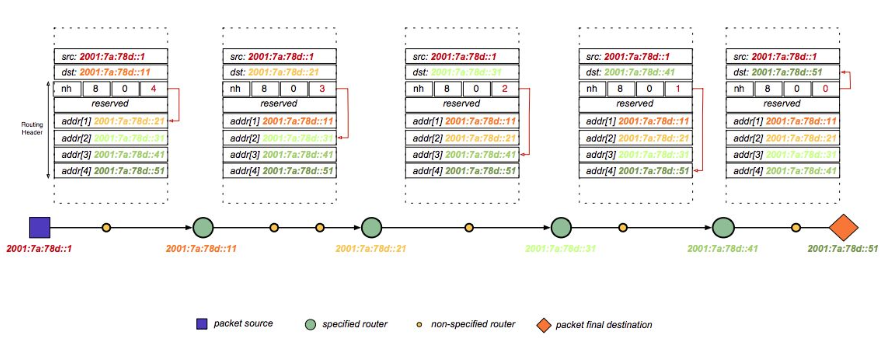 Routing
Header
src: 2001:7a:78d::1
dst: 2001:7a:78d::11
nh 8 0 4
reserved
addr[1] 2001:7a:78d::21
addr[2] 2001:7a:78d::31
addr[3] 2001:7a:78d::41
addr[4] 2001:7a:78d::51
src: 2001:7a:78d::1
dst: 2001:7a:78d::21
nh 8 0 3
reserved
addr[1] 2001:7a:78d::11
addr[2] 2001:7a:78d::31
addr[3] 2001:7a:78d::41
addr[4] 2001:7a:78d::51
src: 2001:7a:78d::1
dst: 2001:7a:78d::31
nh 8 0 2
reserved
addr[1] 2001:7a:78d::11
addr[2] 2001:7a:78d::21
addr[3] 2001:7a:78d::41
addr[4] 2001:7a:78d::51
src: 2001:7a:78d::1
dst: 2001:7a:78d::41
nh 8 0 1
reserved
addr[1] 2001:7a:78d::11
addr[2] 2001:7a:78d::21
addr[3] 2001:7a:78d::31
addr[4] 2001:7a:78d::51
src: 2001:7a:78d::1
dst: 2001:7a:78d::51
nh 8 0 0
reserved
addr[1] 2001:7a:78d::11
addr[2] 2001:7a:78d::21
addr[3] 2001:7a:78d::31
addr[4] 2001:7a:78d::41
2001:7a:78d::1 2001:7a:78d::11 2001:7a:78d::21 2001:7a:78d::31 2001:7a:78d::41 2001:7a:78d::51
packet source specified router non-specified router packet final destination